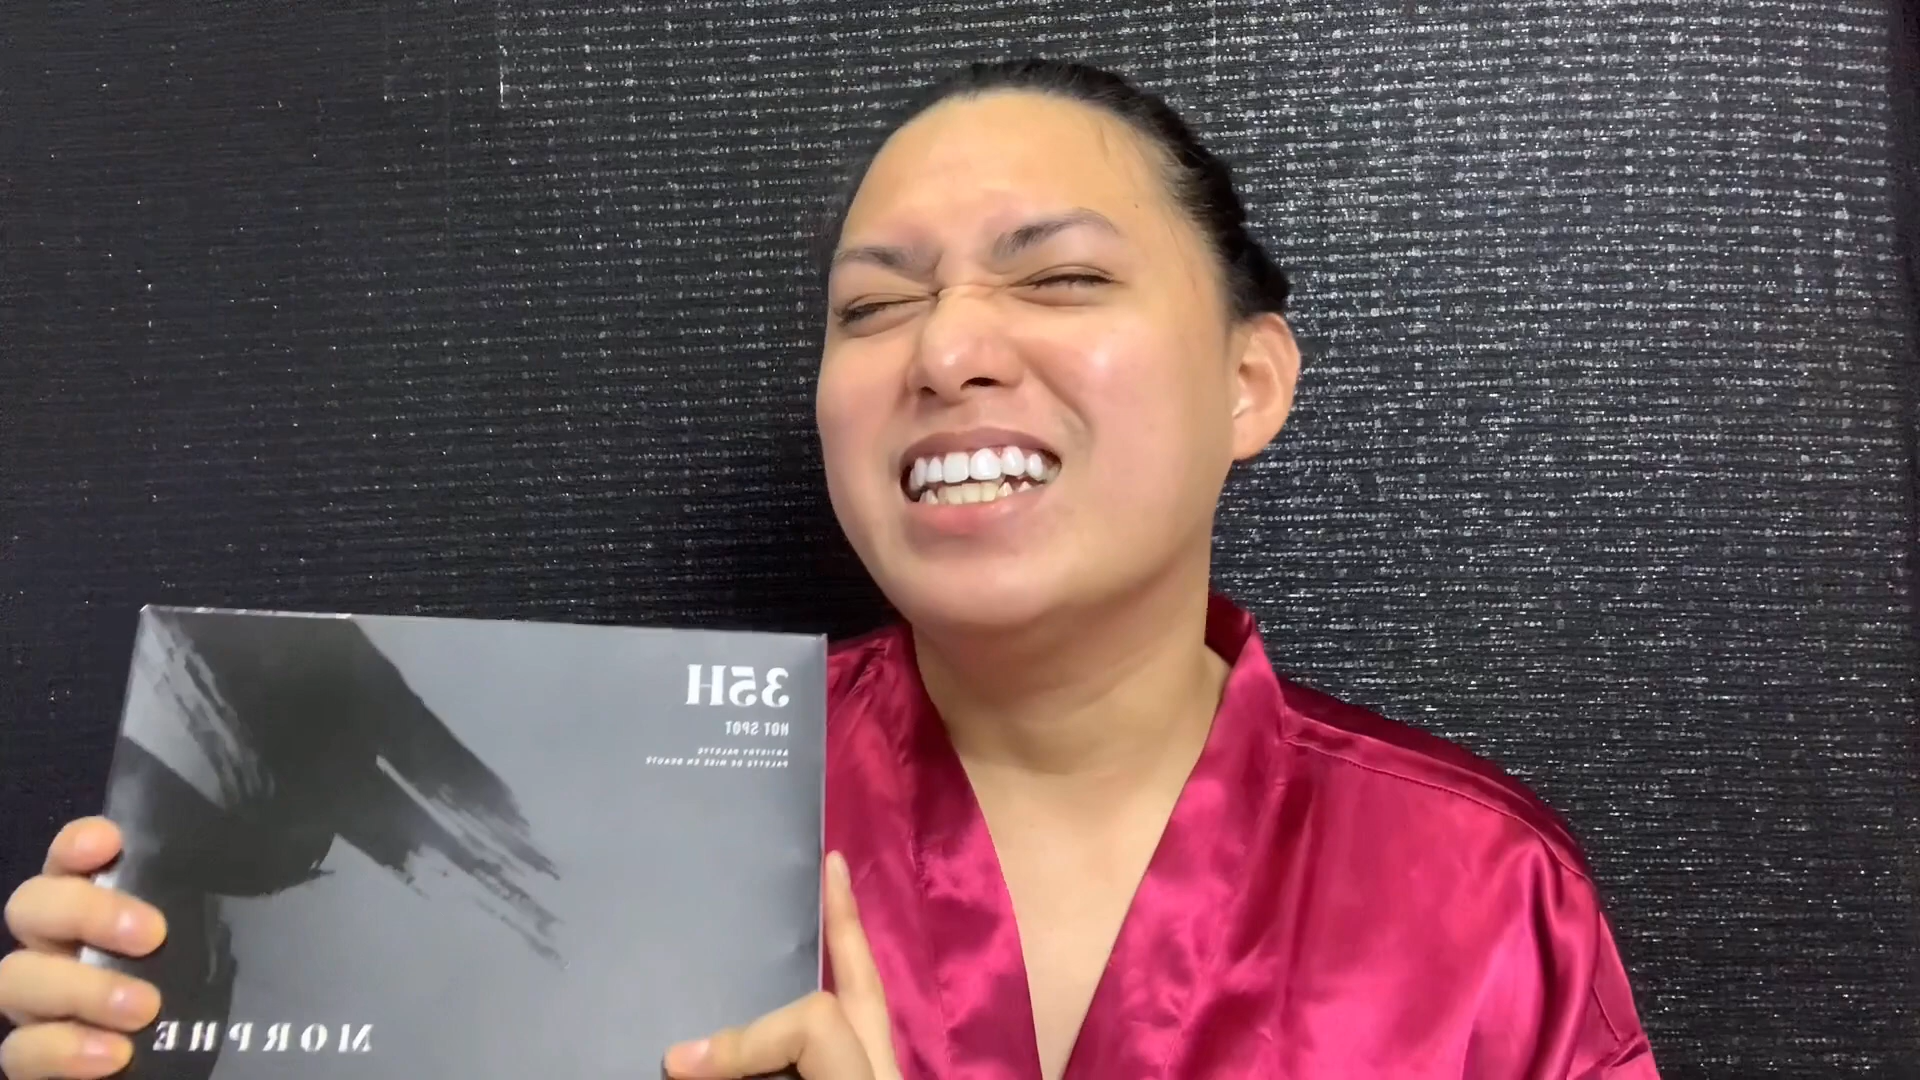 35H
HOT SPOT
ARTISTRY PALETTE
PALETTE DE MISE EN BEAUTÉ
MORPHE